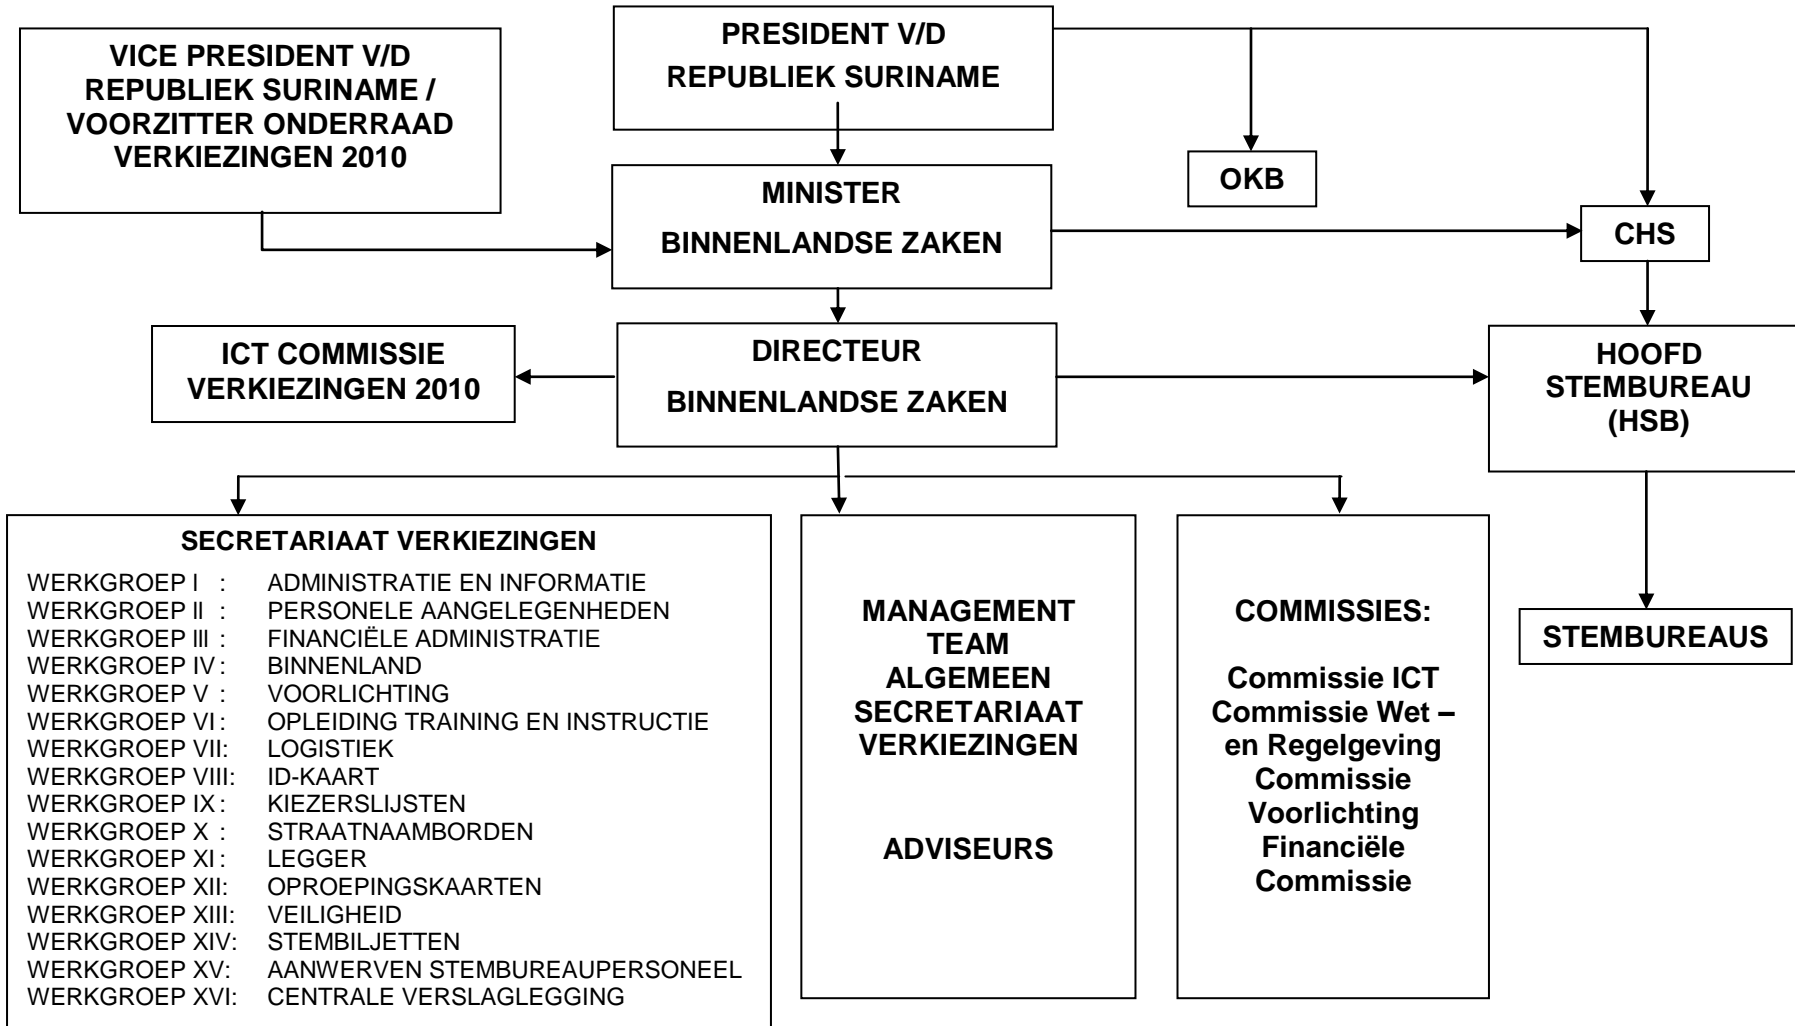 VICE PRESIDENT V/D
REPUBLIEK SURINAME /
VOORZITTER ONDERRAAD
VERKIEZINGEN 2010
PRESIDENT V/D
REPUBLIEK SURINAME
OKB
MINISTER
BINNENLANDSE ZAKEN
CHS
ICT COMMISSIE
VERKIEZINGEN 2010
DIRECTEUR
BINNENLANDSE ZAKEN
HOOFD
STEMBUREAU
(HSB)
SECRETARIAAT VERKIEZINGEN
WERKGROEP I : ADMINISTRATIE EN INFORMATIE
WERKGROEP II : PERSONELE AANGELEGENHEDEN
WERKGROEP III : FINANCIËLE ADMINISTRATIE
WERKGROEP IV : BINNENLAND
WERKGROEP V : VOORLICHTING
WERKGROEP VI : OPLEIDING TRAINING EN INSTRUCTIE
WERKGROEP VII: LOGISTIEK
WERKGROEP VIII: ID-KAART
WERKGROEP IX : KIEZERSLIJSTEN
WERKGROEP X : STRAATNAAMBORDEN
WERKGROEP XI : LEGGER
WERKGROEP XII: OPROEPINGSKAARTEN
WERKGROEP XIII: VEILIGHEID
WERKGROEP XIV: STEMBILJETTEN
WERKGROEP XV: AANWERVEN STEMBUREAUPERSONEEL
WERKGROEP XVI: CENTRALE VERSLAGLEGGING
MANAGEMENT
TEAM
ALGEMEEN
SECRETARIAAT
VERKIEZINGEN
ADVISEURS
COMMISSIES:
Commissie ICT
Commissie Wet –
en Regelgeving
Commissie
Voorlichting
Financiële
Commissie
STEMBUREAUS